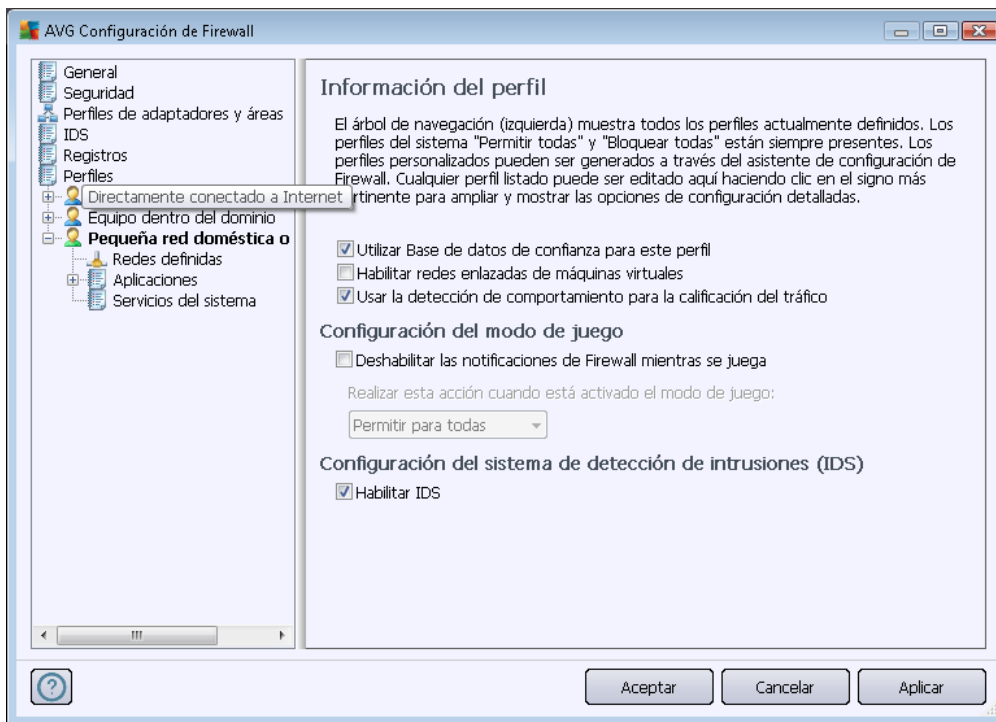 AVG Configuración de Firewall
General
Seguridad
Perfiles de adaptadores y áreas
IDS
Registros
Perfiles
Directamente conectado a Internet
Equipo dentro del dominio
Pequeña red doméstica o
Redes definidas
Aplicaciones
Servicios del sistema
Información del perfil
El árbol de navegación (izquierda) muestra todos los perfiles actualmente definidos. Los
perfiles del sistema "Permitir todas" y "Bloquear todas" están siempre presentes. Los
perfiles personalizados pueden ser generados a través del asistente de configuración de
Firewall. Cualquier perfil listado puede ser editado aquí haciendo clic en el signo más
pertinente para ampliar y mostrar las opciones de configuración detalladas.
Utilizar Base de datos de confianza para este perfil
Habilitar redes enlazadas de máquinas virtuales
Usar la detección de comportamiento para la calificación del tráfico
Configuración del modo de juego
Deshabilitar las notificaciones de Firewall mientras se juega
Realizar esta acción cuando está activado el modo de juego:
Permitir para todas
Configuración del sistema de detección de intrusiones (IDS)
Habilitar IDS
Aceptar
Cancelar
Aplicar